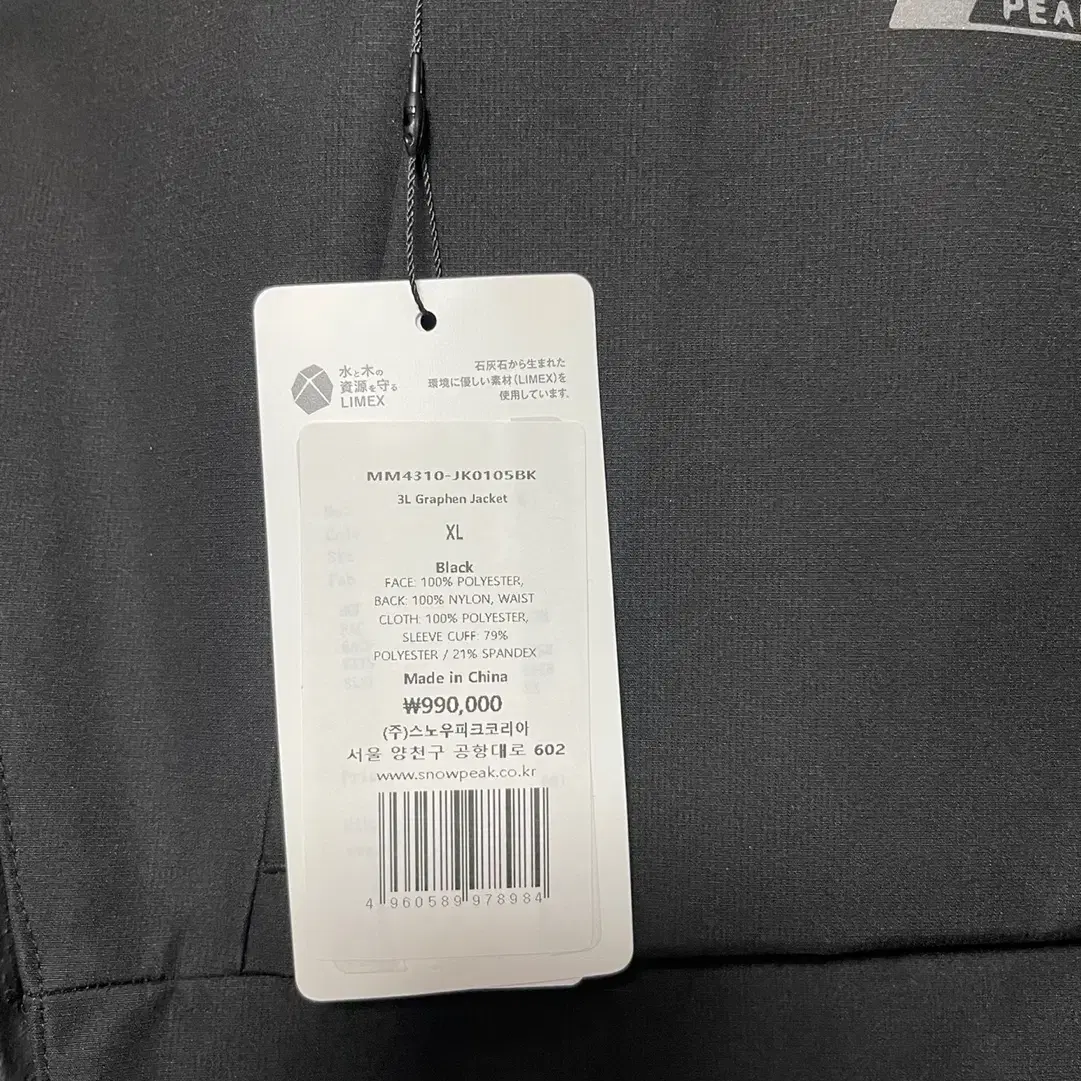 PEA
水と木の
資源を守る
LIMEX
石灰石から生まれた
環境に優しい素材(LIMEX)を
使用しています。
MM4310-JK0105BK
3L Graphen Jacket
XL
Black
FACE: 100% POLYESTER,
BACK: 100% NYLON, WAIST
CLOTH: 100% POLYESTER,
SLEEVE CUFF: 79%
POLYESTER / 21% SPANDEX
Made in China
₩990,000
(주)스노우피크코리아
서울 양천구 공항대로 602
www.snowpeak.co.kr
4 960589 978984